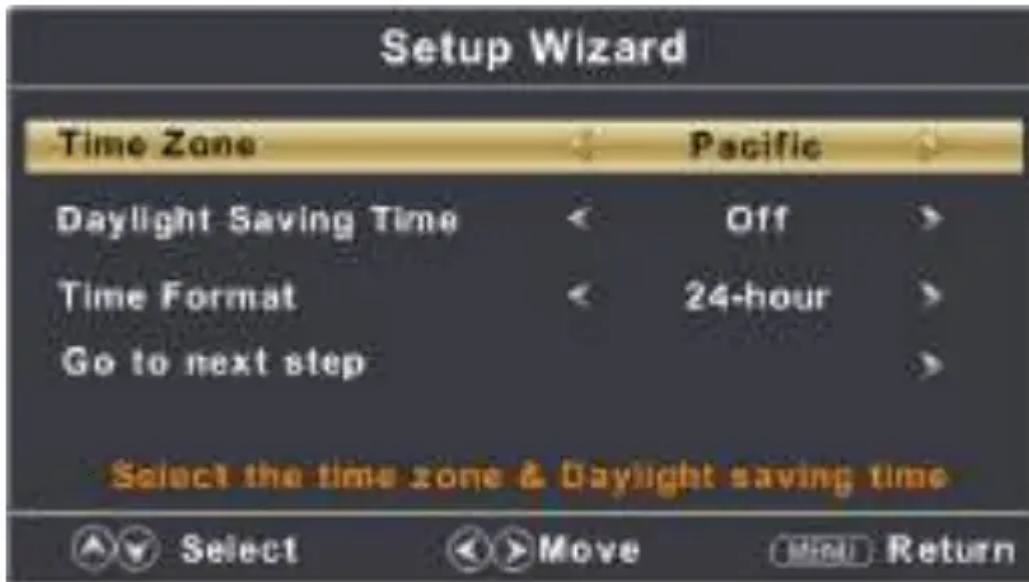 Setup Wizard
Time Zone Pacific
Daylight Saving Time < Off >
Time Format < 24-hour >
Go to next step >
Select the time zone & Daylight saving time
Select Move MENU Return